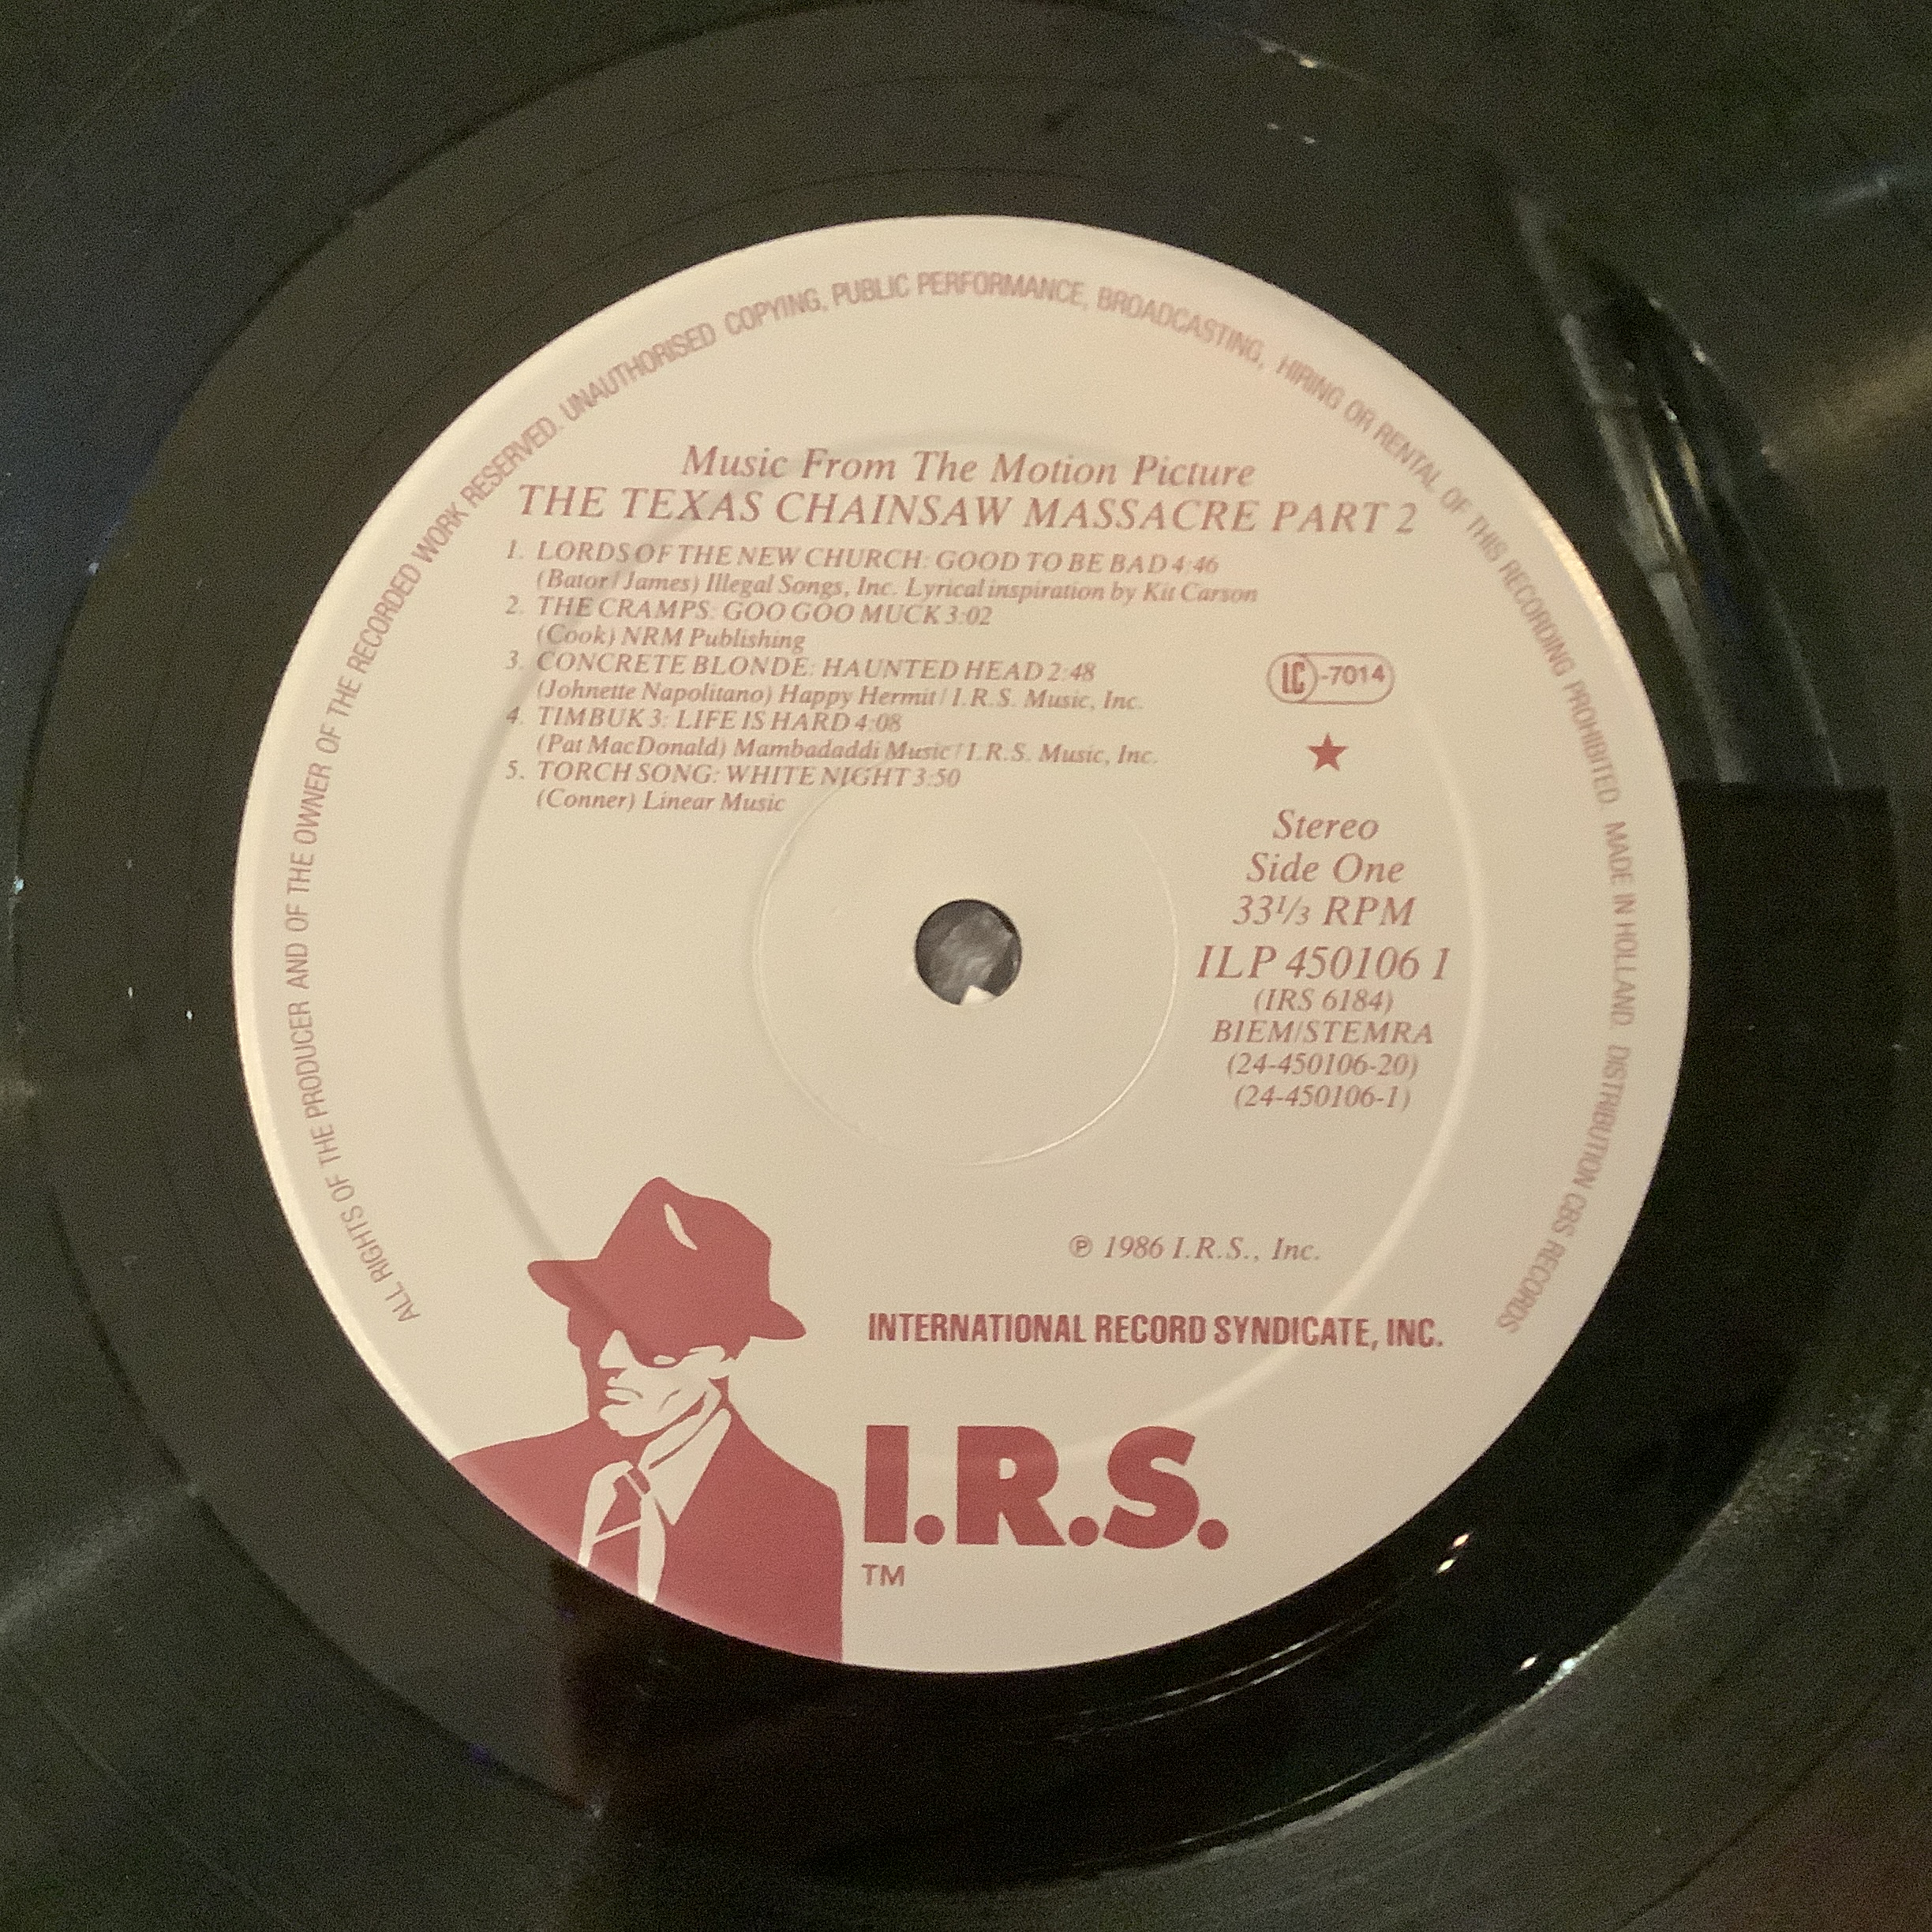 ALL RIGHTS OF THE PRODUCER AND OF THE OWNER OF THE RECORDED WORK RESERVED. UNAUTHORISED COPYING, PUBLIC PERFORMANCE, BROADCASTING, HIRING OR RENTAL OF THIS RECORDING PROHIBITED. MADE IN HOLLAND. DISTRIBUTION CBS RECORDS
Music From The Motion Picture
THE TEXAS CHAINSAW MASSACRE PART 2
1. LORDS OF THE NEW CHURCH: GOOD TO BE BAD 4:46
(Bator/James) Illegal Songs, Inc. Lyrical inspiration by Kit Carson
2. THE CRAMPS: GOO GOO MUCK 3:02
(Cook) NRM Publishing
3. CONCRETE BLONDE: HAUNTED HEAD 2:48
(Johnette Napolitano) Happy Hermit/I.R.S. Music, Inc.
4. TIMBUK 3: LIFE IS HARD 4:08
(Pat MacDonald) Mambadaddi Music/I.R.S. Music, Inc.
5. TORCH SONG: WHITE NIGHT 3:50
(Conner) Linear Music
LC-7014
Stereo
Side One
33⅓ RPM
ILP 450106 1
(IRS 6184)
BIEM/STEMRA
(24-450106-20)
(24-450106-1)
℗ 1986 I.R.S., Inc.
INTERNATIONAL RECORD SYNDICATE, INC.
I.R.S.
TM